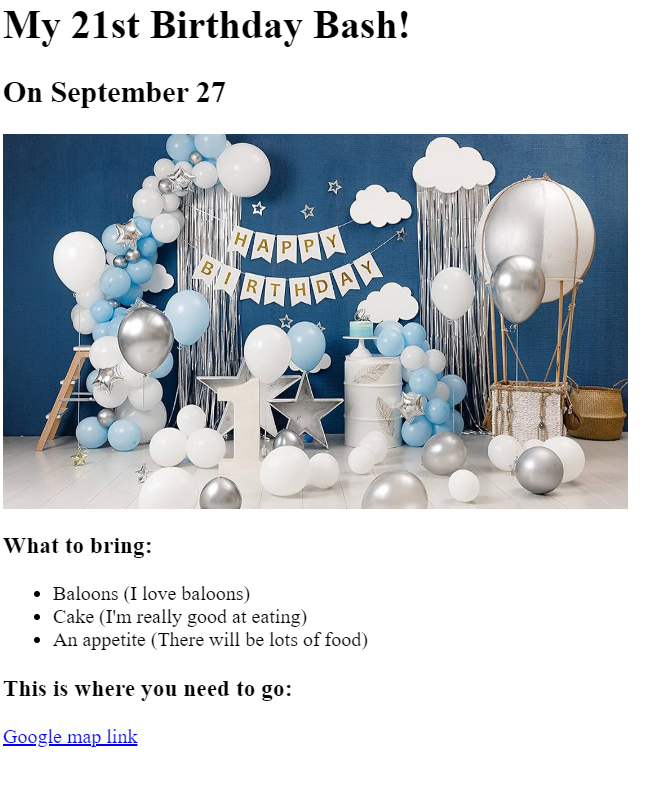 My 21st Birthday Bash!
On September 27
HAPPY
BIRTHDAY
1
What to bring:
Baloons (I love baloons)
Cake (I'm really good at eating)
An appetite (There will be lots of food)
This is where you need to go:
Google map link